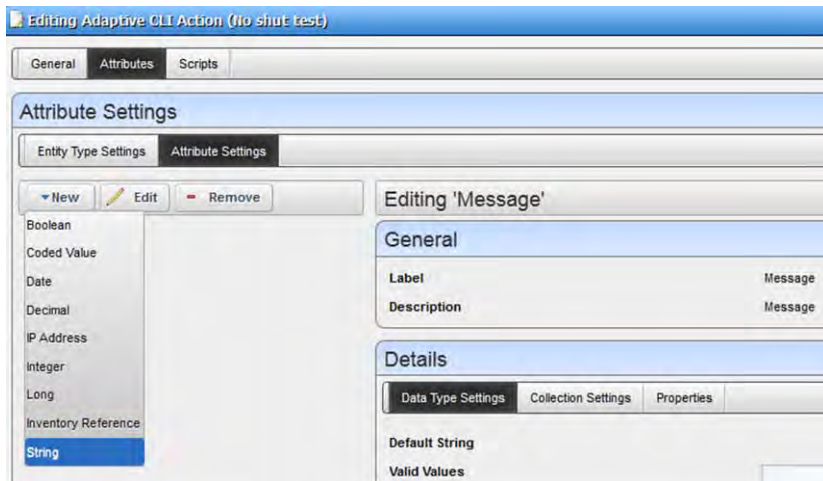 Editing Adaptive CLI Action (No shut test)
General Attributes Scripts
Attribute Settings
Entity Type Settings Attribute Settings
New Edit Remove
Editing 'Message'
Boolean
Coded Value
Date
Decimal
IP Address
Integer
Long
Inventory Reference
String
General
Label Message
Description Message
Details
Data Type Settings Collection Settings Properties
Default String
Valid Values